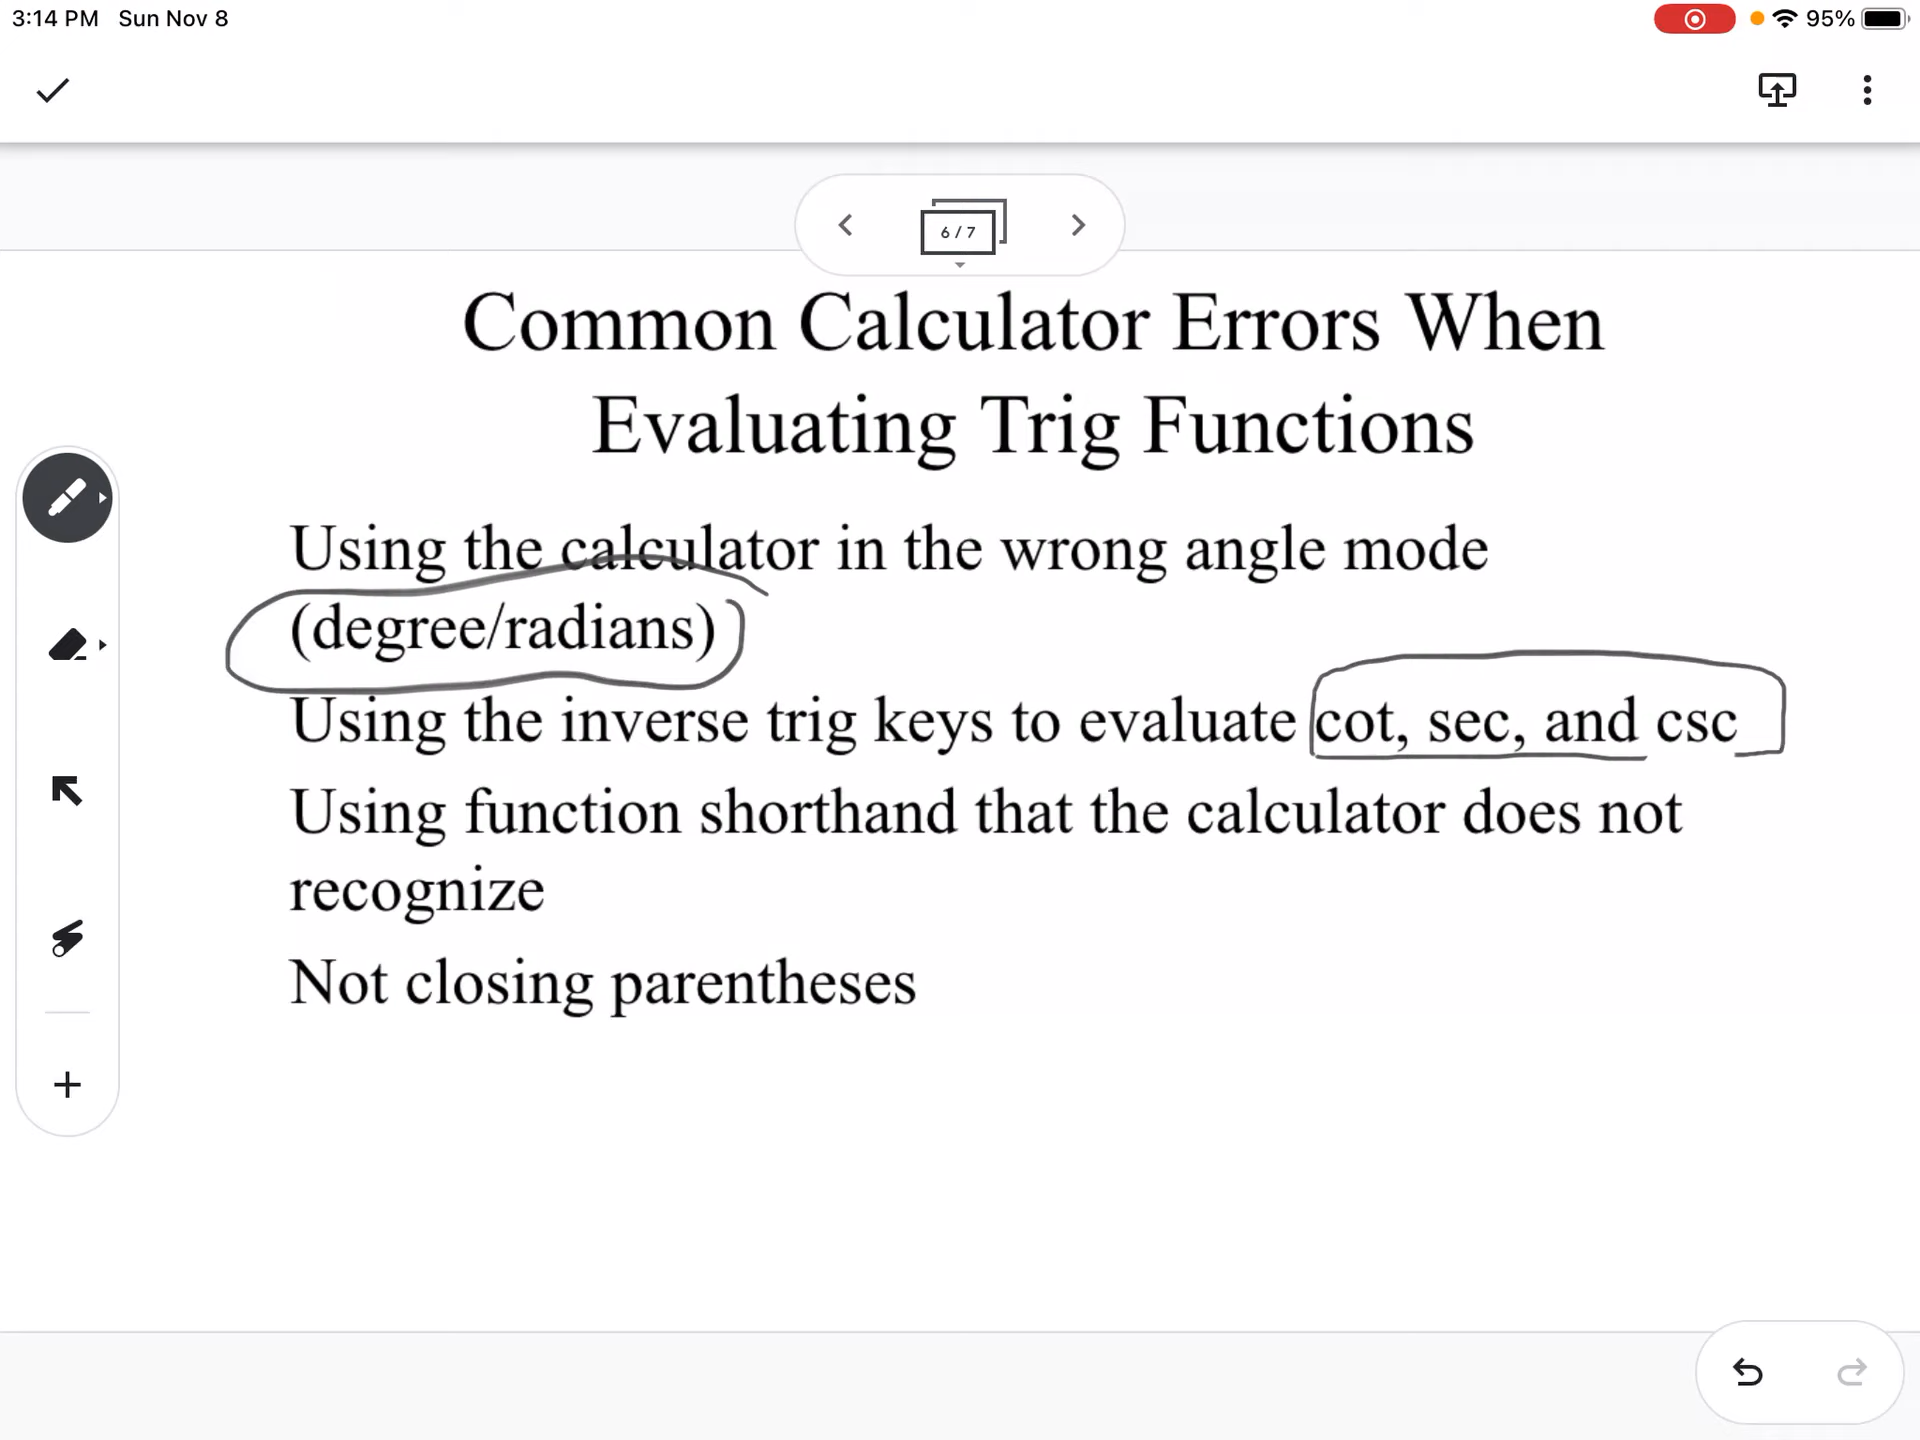 3:14 PM Sun Nov 8
95%
6 / 7
Common Calculator Errors When
Evaluating Trig Functions
Using the calculator in the wrong angle mode
(degree/radians)
Using the inverse trig keys to evaluate cot, sec, and csc
Using function shorthand that the calculator does not
recognize
Not closing parentheses